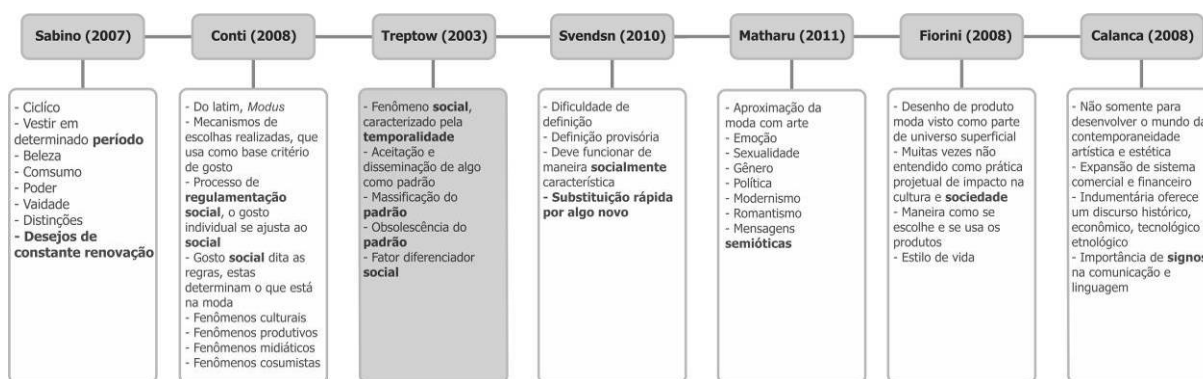 Sabino (2007)
Conti (2008)
Treptow (2003)
Svendsn (2010)
Matharu (2011)
Fiorini (2008)
Calanca (2008)
- Ciclíco
- Vestir em
determinado período
- Beleza
- Comsumo
- Poder
- Vaidade
- Distinções
- Desejos de
constante renovação
- Do latim, Modus
- Mecanismos de
escolhas realizadas, que
usa como base critério
de gosto
- Processo de
regulamentação
social, o gosto
individual se ajusta ao
social
- Gosto social dita as
regras, estas
determinam o que está
na moda
- Fenômenos culturais
- Fenômenos produtivos
- Fenômenos midiáticos
- Fenômenos cosumistas
- Fenômeno social,
caracterizado pela
temporalidade
- Aceitação e
disseminação de algo
como padrão
- Massificação do
padrão
- Obsolescência do
padrão
- Fator diferenciador
social
- Dificuldade de
definição
- Definição provisória
- Deve funcionar de
maneira socialmente
característica
- Substituição rápida
por algo novo
- Aproximação da
moda com arte
- Emoção
- Sexualidade
- Gênero
- Política
- Modernismo
- Romantismo
- Mensagens
semióticas
- Desenho de produto
moda visto como parte
de universo superficial
- Muitas vezes não
entendido como prática
projetual de impacto na
cultura e sociedade
- Maneira como se
escolhe e se usa os
produtos
- Estilo de vida
- Não somente para
desenvolver o mundo da
contemporaneidade
artística e estética
- Expansão de sistema
comercial e financeiro
- Indumentária oferece
um discurso histórico,
econômico, tecnológico
etnológico
- Importância de signos
na comunicação e
linguagem